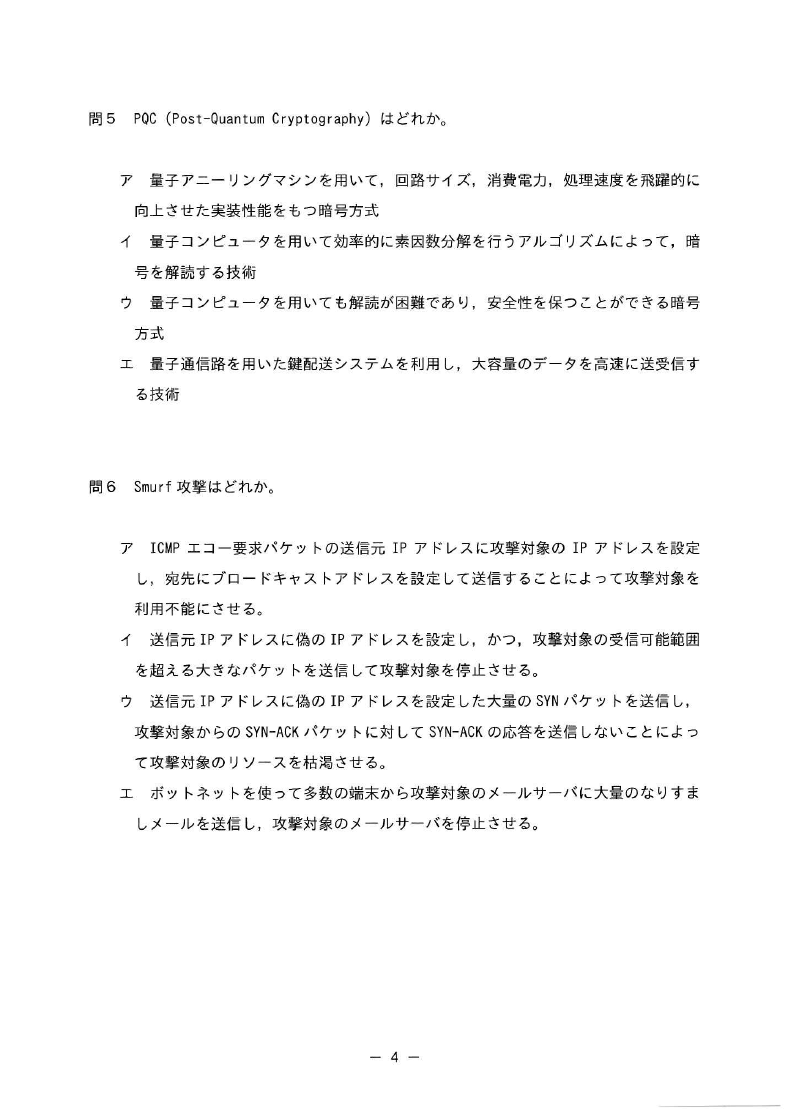 問5 PQC (Post-Quantum Cryptography) はどれか。
ア 量子アニーリングマシンを用いて，回路サイズ，消費電力，処理速度を飛躍的に
向上させた実装性能をもつ暗号方式
イ 量子コンピュータを用いて効率的に素因数分解を行うアルゴリズムによって，暗
号を解読する技術
ウ 量子コンピュータを用いても解読が困難であり，安全性を保つことができる暗号
方式
エ 量子通信路を用いた鍵配送システムを利用し，大容量のデータを高速に送受信す
る技術
問6 Smurf 攻撃はどれか。
ア ICMP エコー要求パケットの送信元 IP アドレスに攻撃対象の IP アドレスを設定
し，宛先にブロードキャストアドレスを設定して送信することによって攻撃対象を
利用不能にさせる。
イ 送信元 IP アドレスに偽の IP アドレスを設定し，かつ，攻撃対象の受信可能範囲
を超える大きなパケットを送信して攻撃対象を停止させる。
ウ 送信元 IP アドレスに偽の IP アドレスを設定した大量の SYN パケットを送信し，
攻撃対象からの SYN-ACK パケットに対して SYN-ACK の応答を送信しないことによっ
て攻撃対象のリソースを枯渇させる。
エ ボットネットを使って多数の端末から攻撃対象のメールサーバに大量のなりすま
しメールを送信し，攻撃対象のメールサーバを停止させる。
― 4 ―